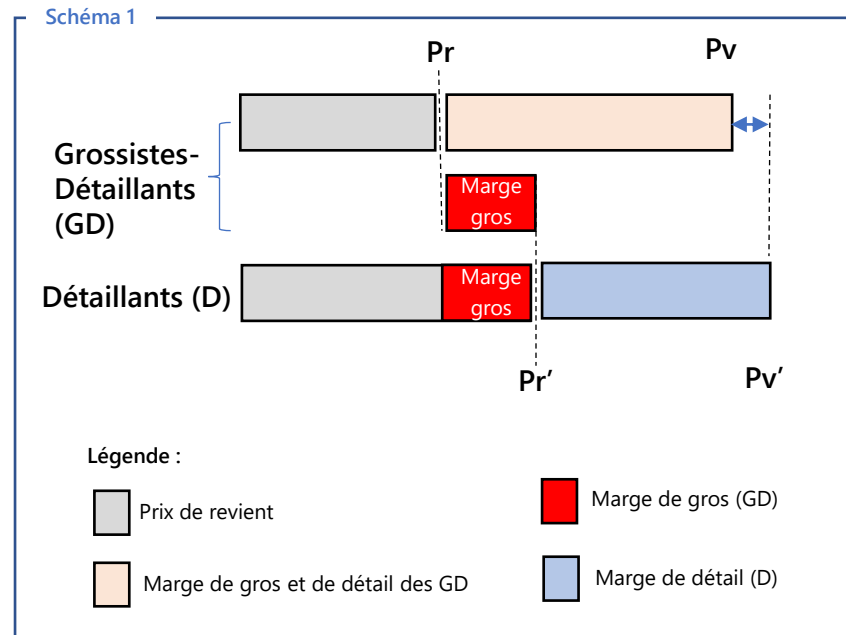 Schéma 1
Pr
Pv
Grossistes-
Détaillants
(GD)
Marge
gros
Détaillants (D)
Marge
gros
Pr’
Pv’
Légende :
Prix de revient
Marge de gros (GD)
Marge de gros et de détail des GD
Marge de détail (D)